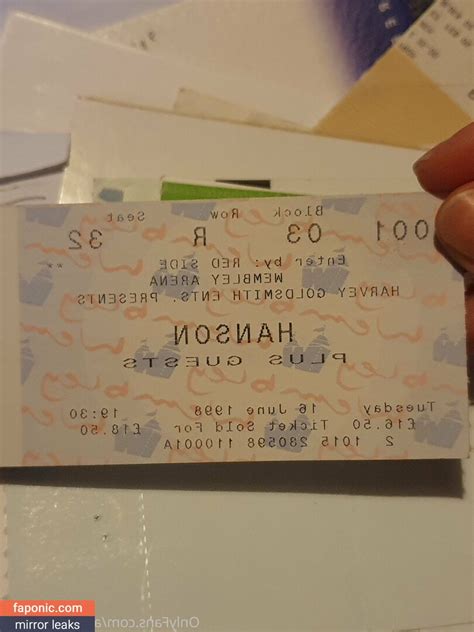 Block Row Seat
001 03 R 32
Enter by: RED SIDE **
WEMBLEY ARENA
HARVEY GOLDSMITH ENTS. PRESENTS
HANSON
PLUS GUESTS
Tuesday 16 June 1998 19:30
£16.50 Ticket Sold For £18.50
2 1015 280598 110001A
faponic.com
mirror leaks
OnlyFans.com/a